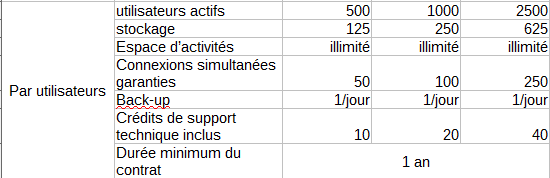 utilisateurs actifs 500 1000 2500
stockage 125 250 625
Espace d'activités illimité illimité illimité
Connexions simultanées
garanties 50 100 250
Par utilisateurs
Back-up 1/jour 1/jour 1/jour
Crédits de support
technique inclus 10 20 40
Durée minimum du
contrat
1 an